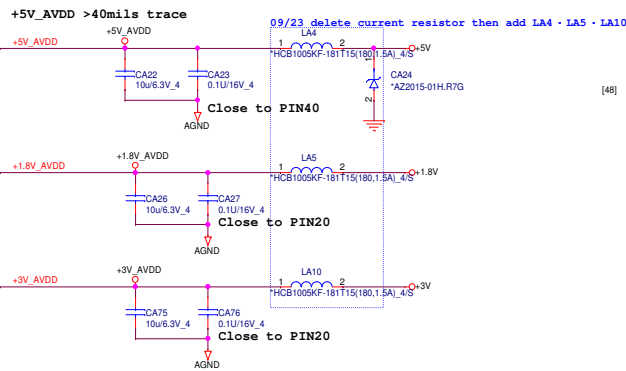 +5V_AVDD >40mils trace
09/23 delete current resistor then add LA4 · LA5 · LA10
+5V_AVDD
+5V_AVDD
LA4
1
2
+5V
*HCB1005KF-181T15(180,1.5A)_4/S
CA22
10u/6.3V_4
CA23
0.1U/16V_4
1
2
CA24
*AZ2015-01H.R7G
[48]
Close to PIN40
AGND
+1.8V_AVDD
+1.8V_AVDD
LA5
1
2
+1.8V
*HCB1005KF-181T15(180,1.5A)_4/S
CA26
10u/6.3V_4
CA27
0.1U/16V_4
Close to PIN20
AGND
+3V_AVDD
+3V_AVDD
LA10
1
2
+3V
*HCB1005KF-181T15(180,1.5A)_4/S
CA75
10u/6.3V_4
CA76
0.1U/16V_4
Close to PIN20
AGND